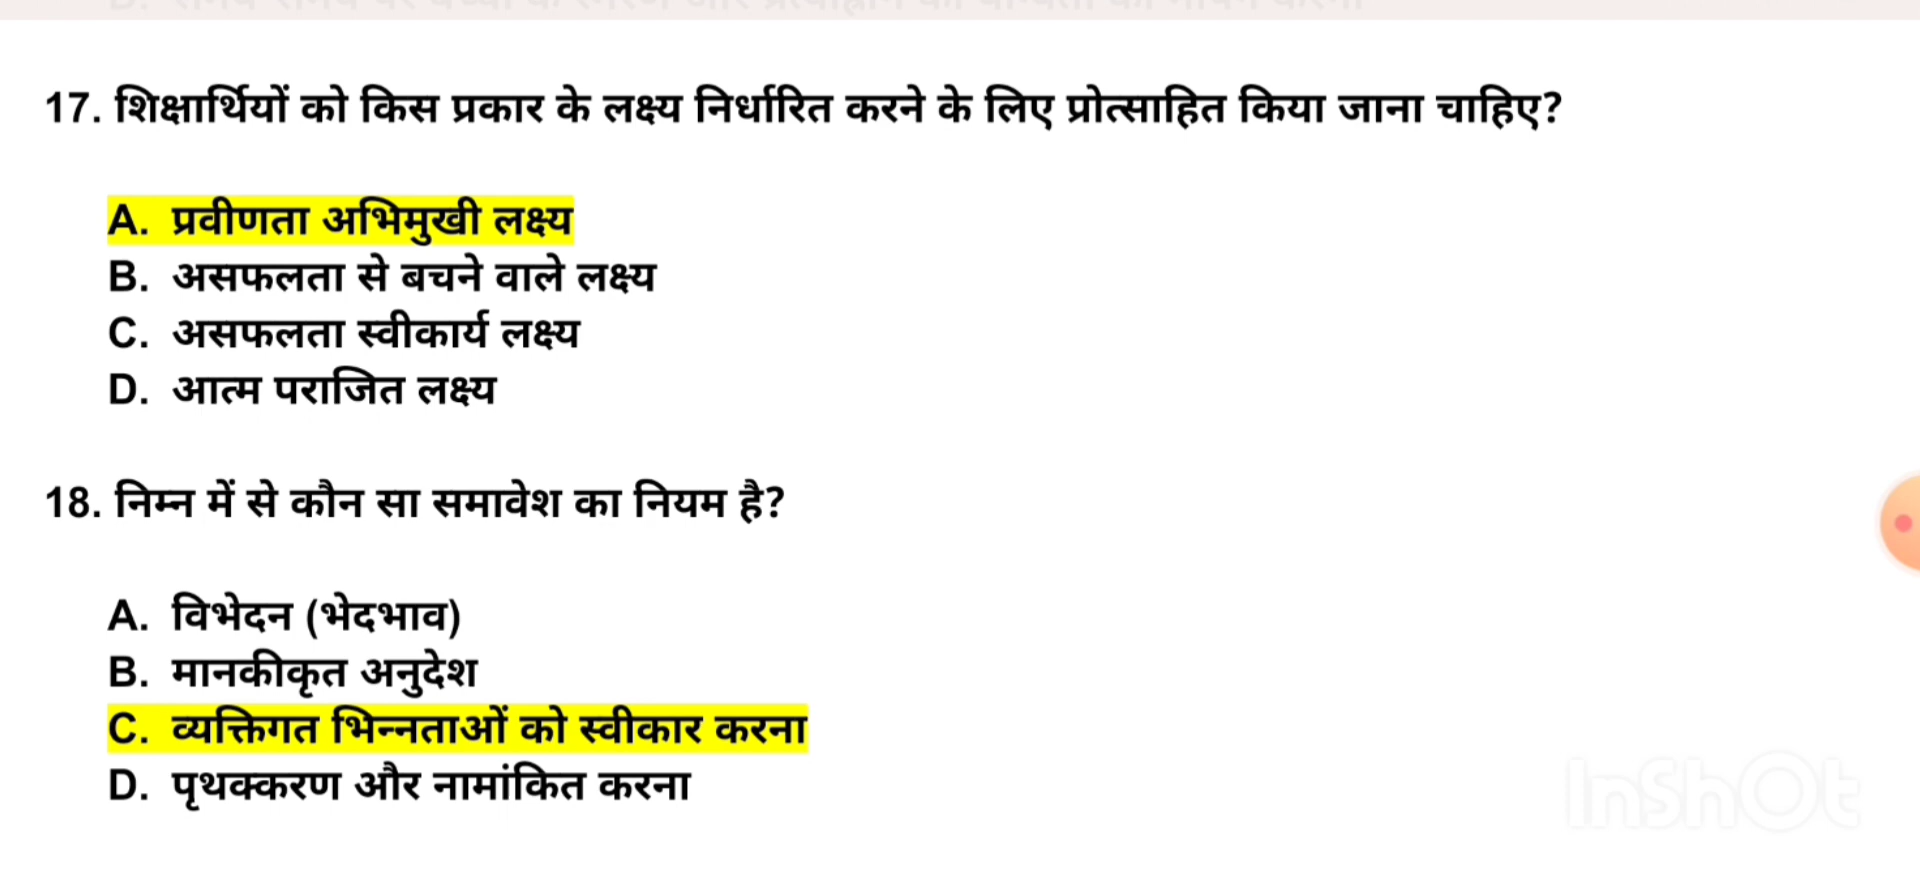 17. शिक्षार्थियों को किस प्रकार के लक्ष्य निर्धारित करने के लिए प्रोत्साहित किया जाना चाहिए?
A. प्रवीणता अभिमुखी लक्ष्य
B. असफलता से बचने वाले लक्ष्य
C. असफलता स्वीकार्य लक्ष्य
D. आत्म पराजित लक्ष्य
18. निम्न में से कौन सा समावेश का नियम है?
A. विभेदन (भेदभाव)
B. मानकीकृत अनुदेश
C. व्यक्तिगत भिन्नताओं को स्वीकार करना
D. पृथक्करण और नामांकित करना
InShOt